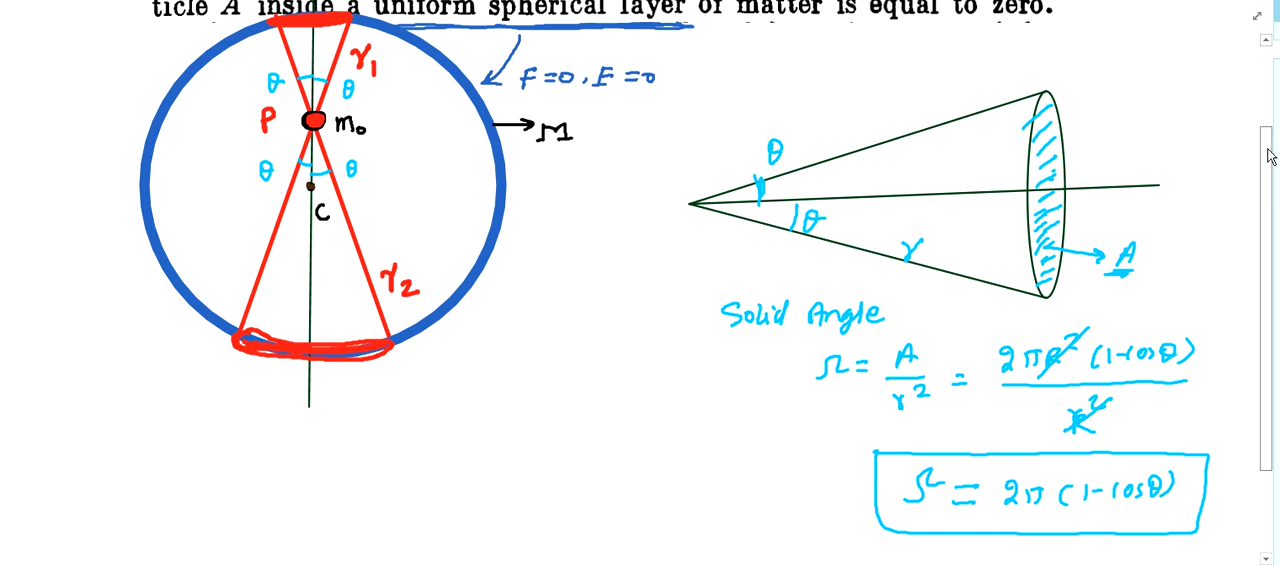 ticle A inside a uniform spherical layer of matter is equal to zero.
r₁
θ θ
F=0, E=0
P m₀
M
θ θ
C
r₂
θ
θ
r
A
Solid Angle
Ω = A/r² = 2πr²(1-cosθ)/r²
Ω = 2π(1-cosθ)